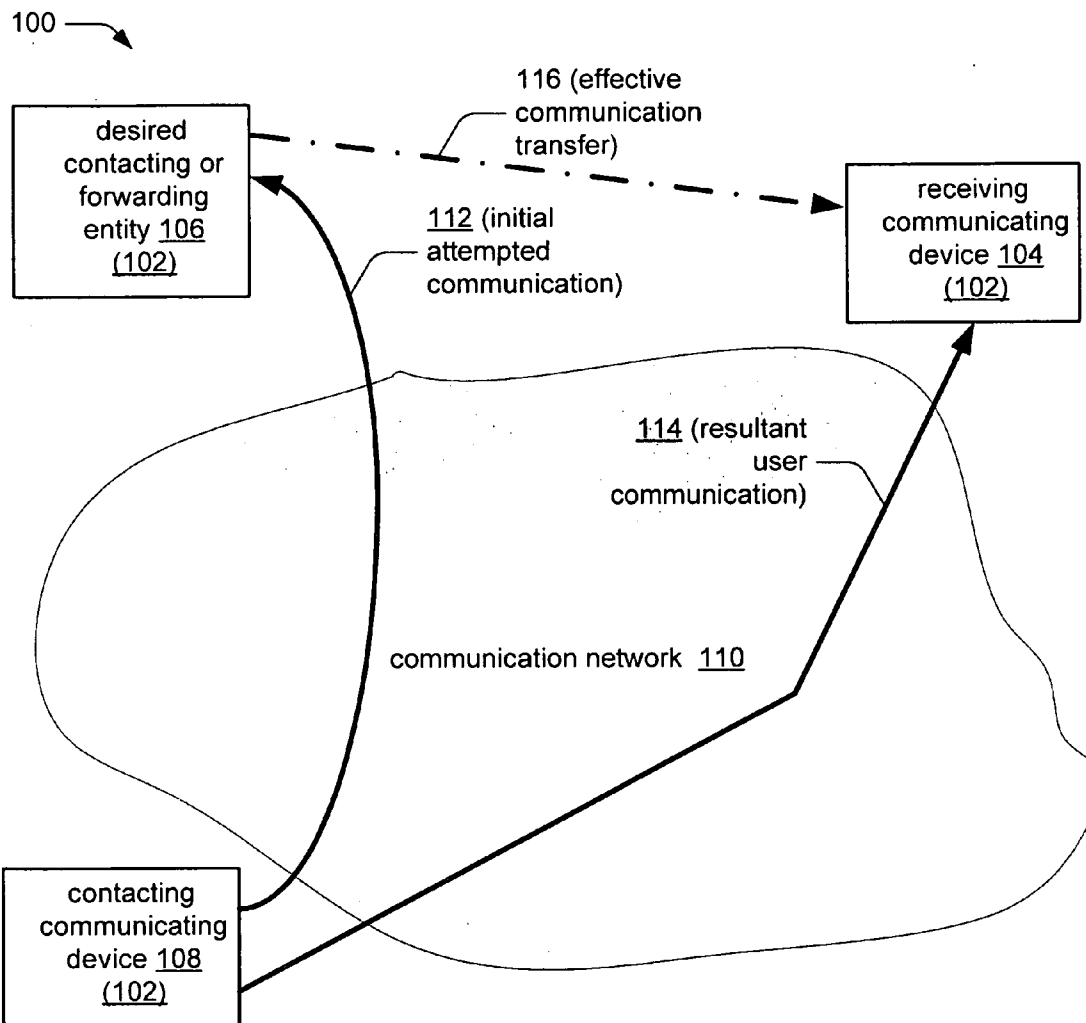 100
116 (effective
communication
transfer)
desired
contacting or
forwarding
entity 106
(102)
112 (initial
attempted
communication)
receiving
communicating
device 104
(102)
114 (resultant
user
communication)
communication network 110
contacting
communicating
device 108
(102)